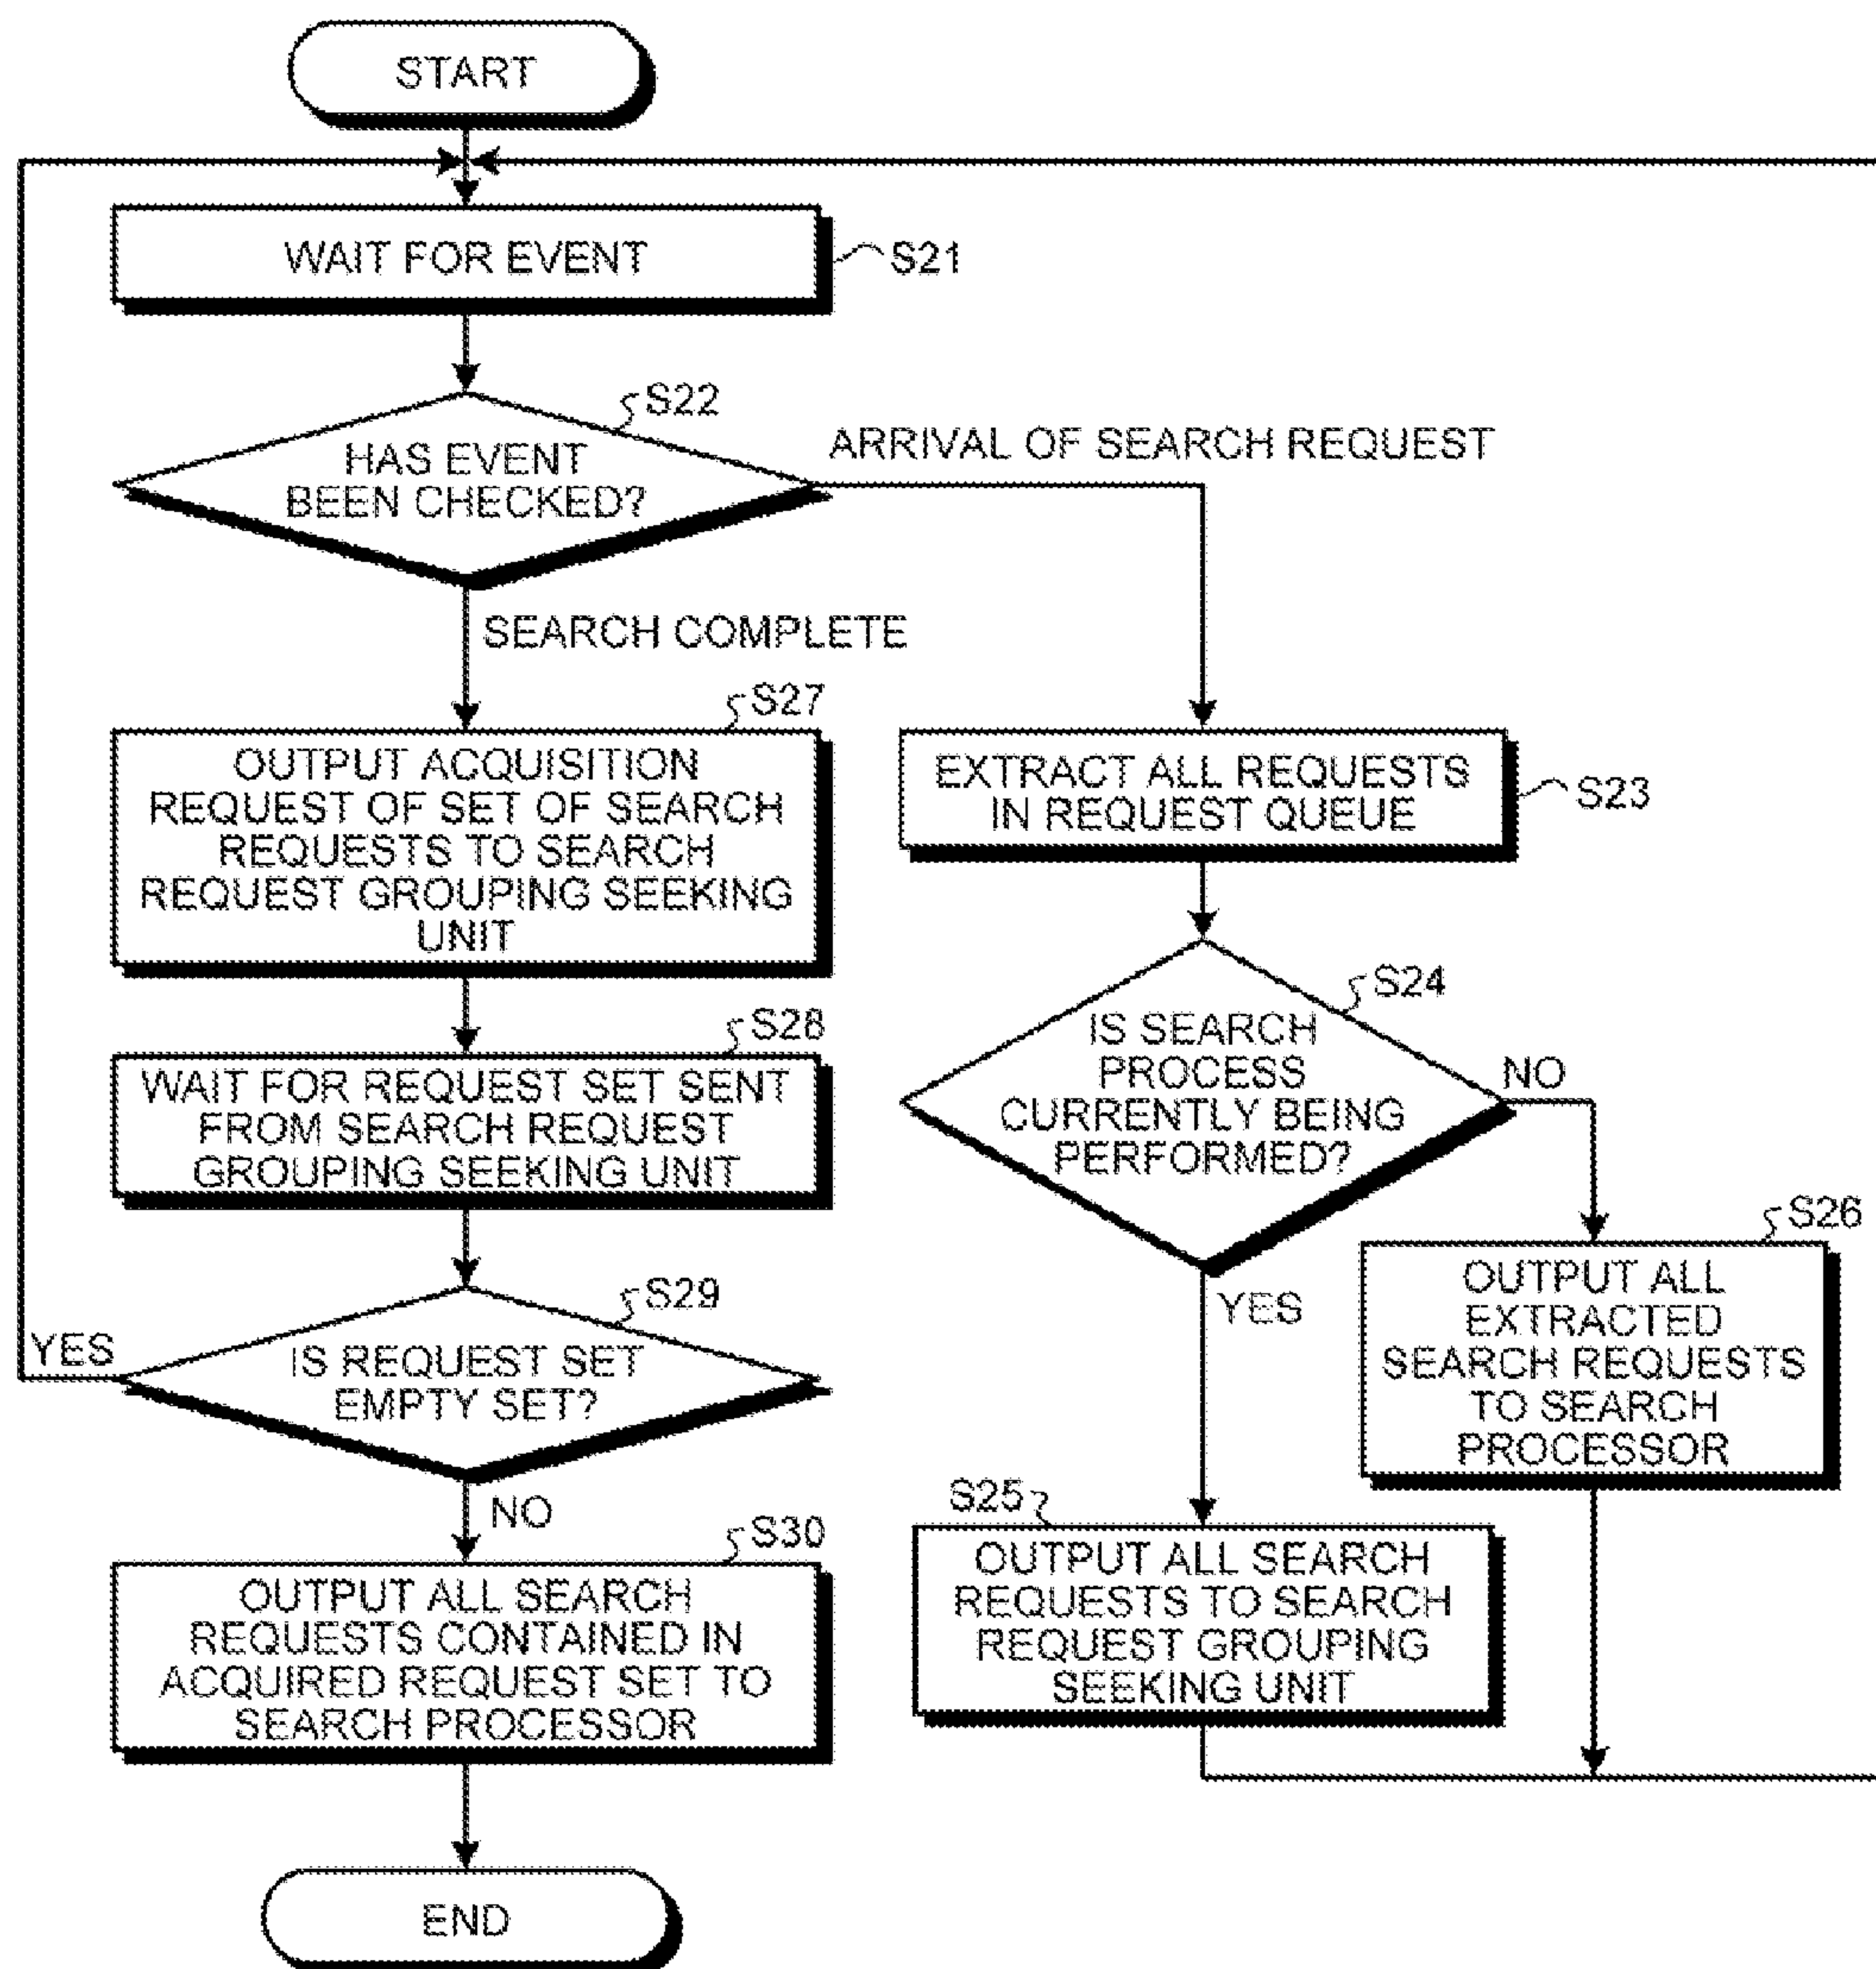 START
WAIT FOR EVENT
S21
S22
HAS EVENT
BEEN CHECKED?
ARRIVAL OF SEARCH REQUEST
SEARCH COMPLETE
S27
OUTPUT ACQUISITION
REQUEST OF SET OF SEARCH
REQUESTS TO SEARCH
REQUEST GROUPING SEEKING
UNIT
EXTRACT ALL REQUESTS
IN REQUEST QUEUE
S23
S28
WAIT FOR REQUEST SET SENT
FROM SEARCH REQUEST
GROUPING SEEKING UNIT
S24
IS SEARCH
PROCESS
CURRENTLY BEING
PERFORMED?
NO
YES
S26
OUTPUT ALL
EXTRACTED
SEARCH REQUESTS
TO SEARCH
PROCESSOR
S29
IS REQUEST SET
EMPTY SET?
YES
NO
S25
OUTPUT ALL SEARCH
REQUESTS TO SEARCH
REQUEST GROUPING
SEEKING UNIT
S30
OUTPUT ALL SEARCH
REQUESTS CONTAINED IN
ACQUIRED REQUEST SET TO
SEARCH PROCESSOR
END